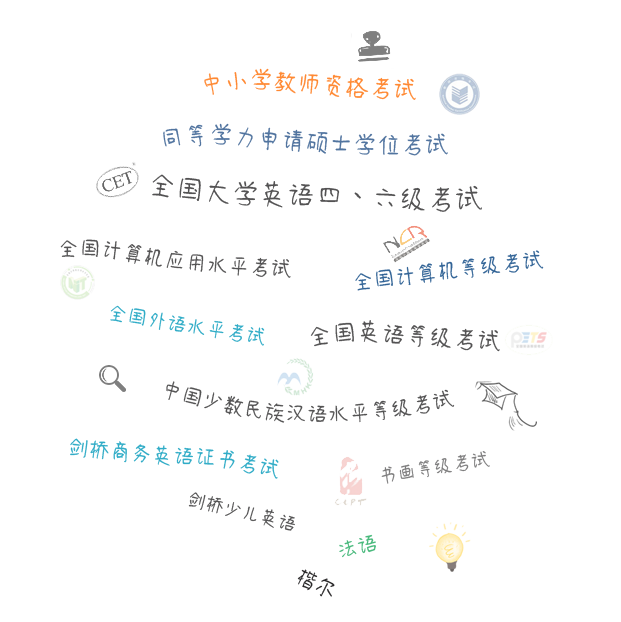 中小学教师资格考试
同等学力申请硕士学位考试
CET
全国大学英语四、六级考试
全国计算机应用水平考试
NCR
全国计算机等级考试
全国外语水平考试
全国英语等级考试
PETS
中国少数民族汉语水平等级考试
剑桥商务英语证书考试
书画等级考试
CCPT
剑桥少儿英语
法语
楷尔